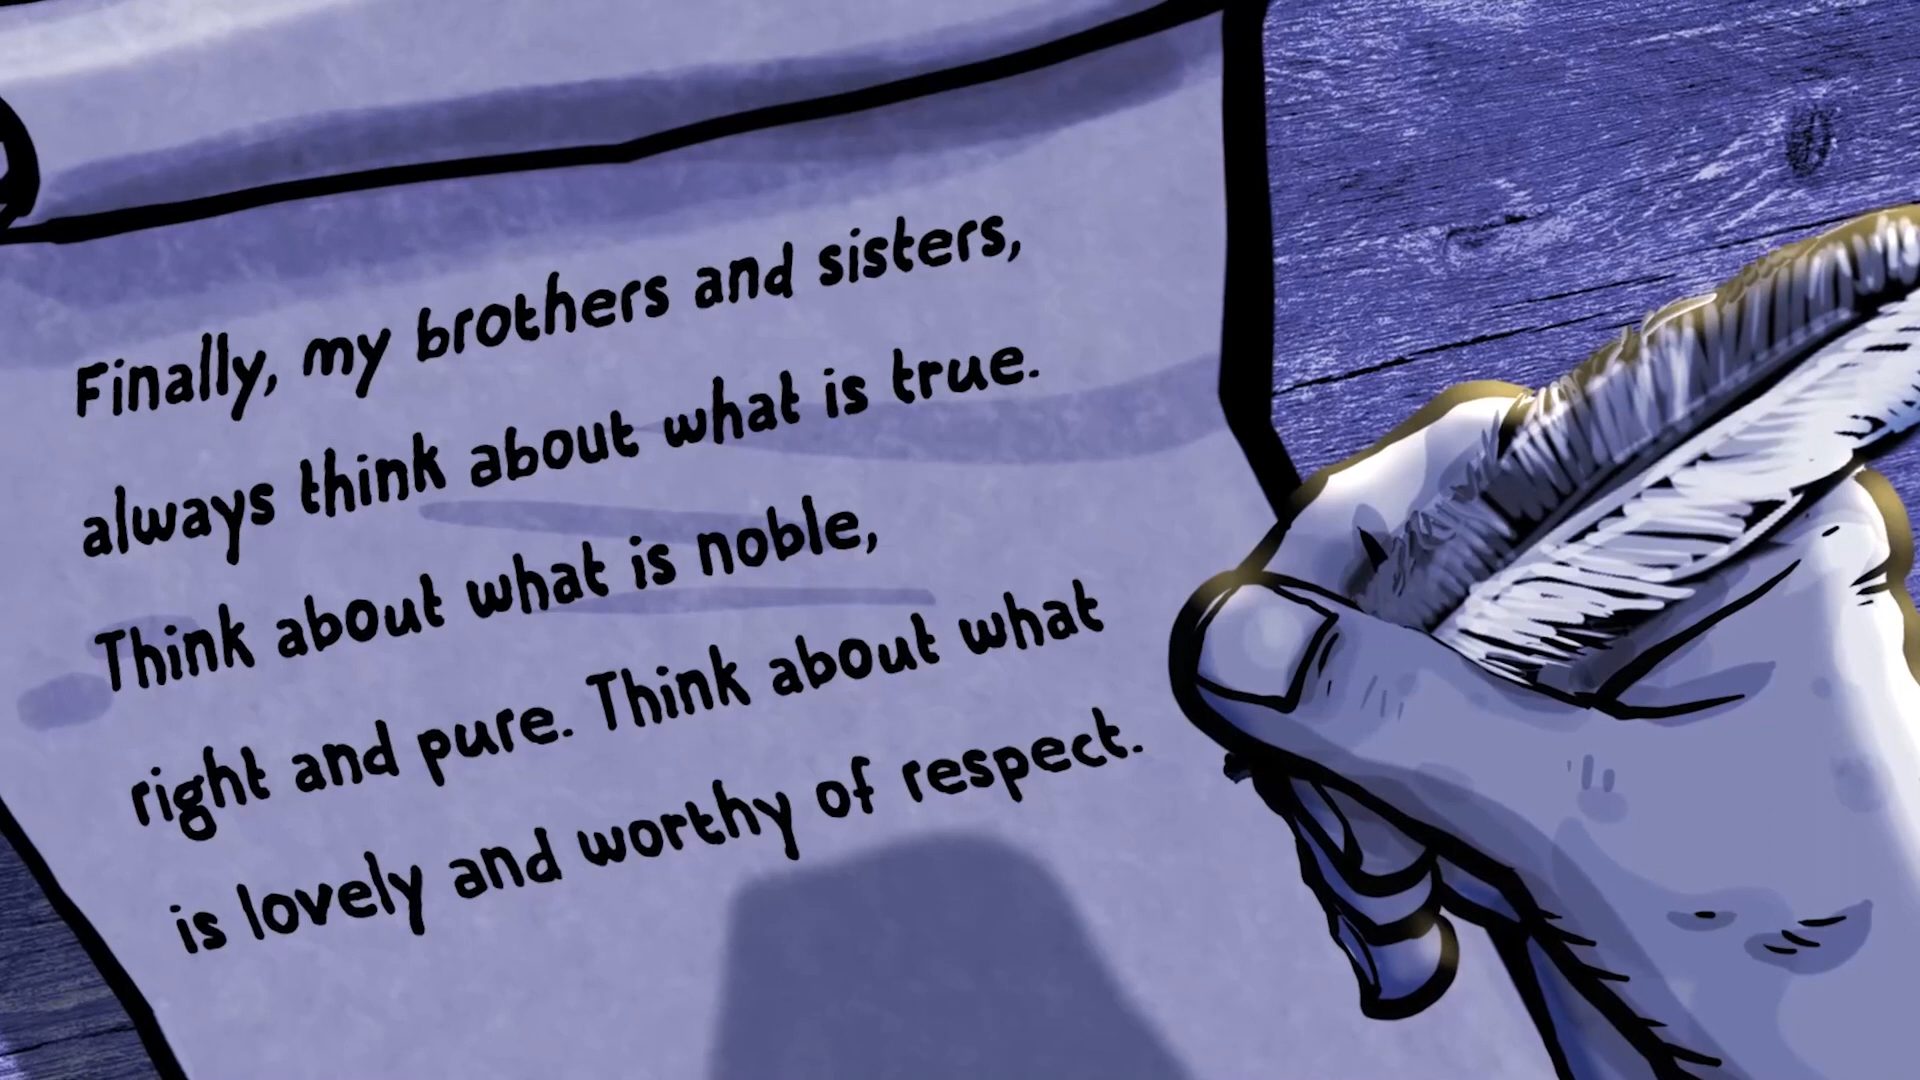 Finally, my brothers and sisters,
always think about what is true.
Think about what is noble,
right and pure. Think about what
is lovely and worthy of respect.